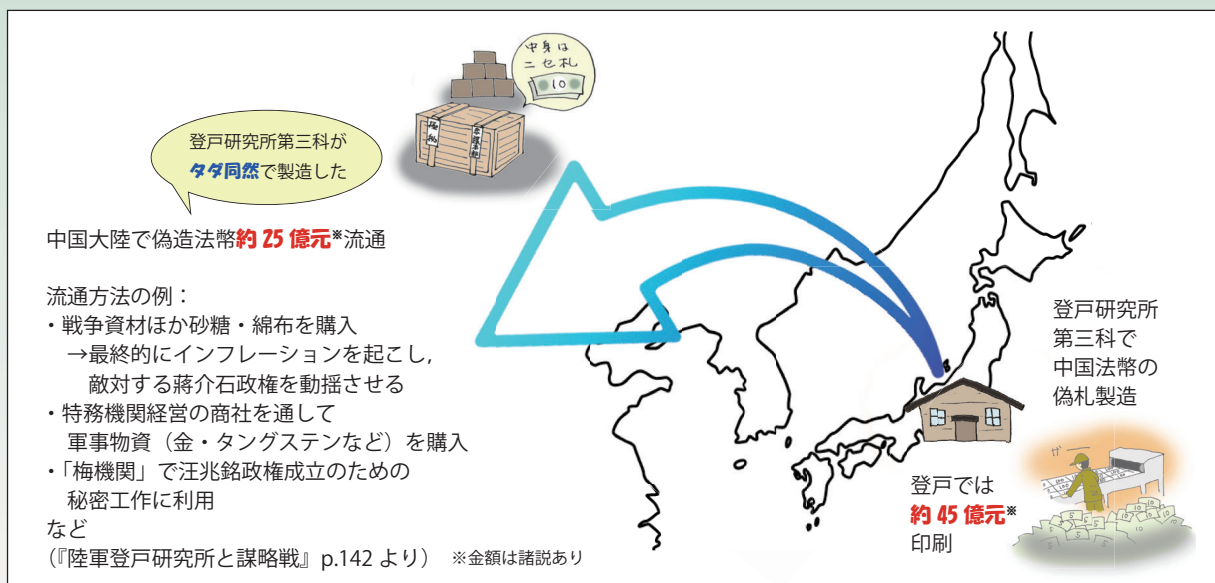 中身は
ニセ札
10
登戸研究所第三科が
タダ同然で製造した
中国大陸で偽造法幣約25億元※流通
流通方法の例：
・戦争資材ほか砂糖・綿布を購入
→最終的にインフレーションを起こし，
敵対する蔣介石政権を動揺させる
・特務機関経営の商社を通して
軍事物資（金・タングステンなど）を購入
・「梅機関」で汪兆銘政権成立のための
秘密工作に利用
など
（『陸軍登戸研究所と謀略戦』p.142 より）　※金額は諸説あり
登戸研究所
第三科で
中国法幣の
偽札製造
登戸では
約45億元※
印刷